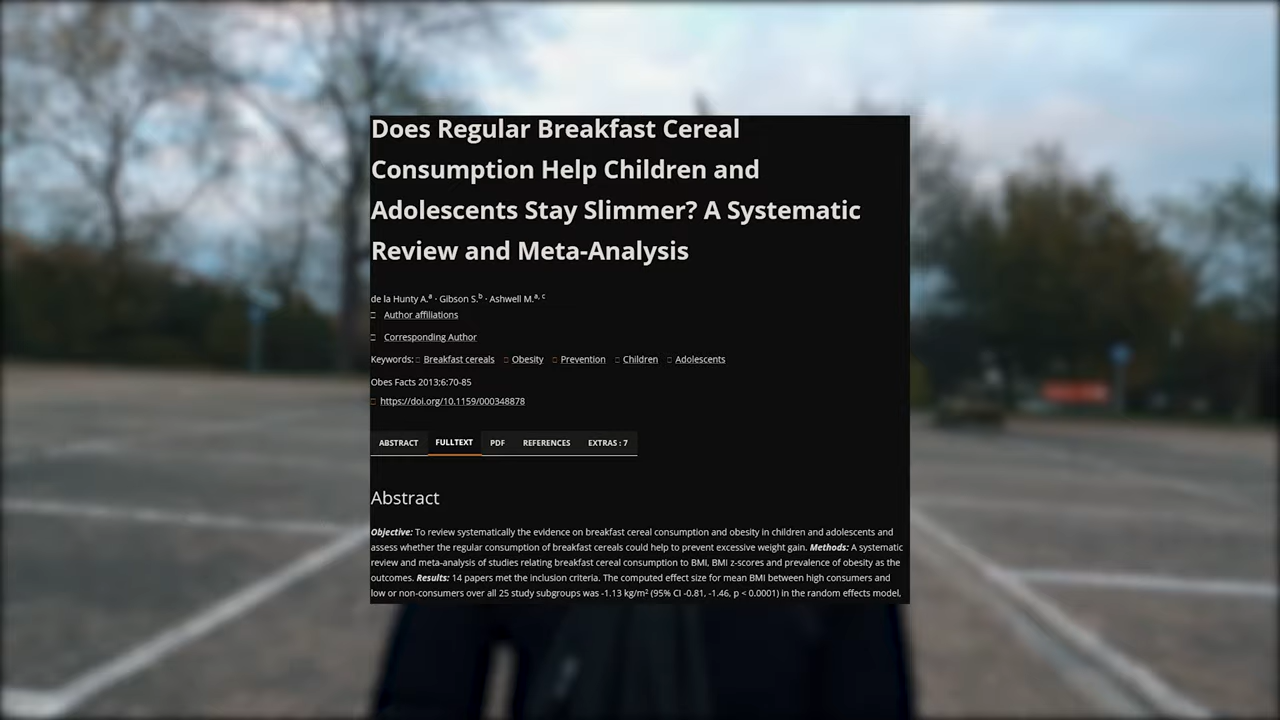 Does Regular Breakfast Cereal
Consumption Help Children and
Adolescents Stay Slimmer? A Systematic
Review and Meta-Analysis
de la Hunty A.a · Gibson S.b · Ashwell M.a, c
Author affiliations
Corresponding Author
Keywords: Breakfast cereals Obesity Prevention Children Adolescents
Obes Facts 2013;6:70-85
https://doi.org/10.1159/000348878
ABSTRACT FULLTEXT PDF REFERENCES EXTRAS : 7
Abstract
Objective: To review systematically the evidence on breakfast cereal consumption and obesity in children and adolescents and
assess whether the regular consumption of breakfast cereals could help to prevent excessive weight gain. Methods: A systematic
review and meta-analysis of studies relating breakfast cereal consumption to BMI, BMI z-scores and prevalence of obesity as the
outcomes. Results: 14 papers met the inclusion criteria. The computed effect size for mean BMI between high consumers and
low or non-consumers over all 25 study subgroups was -1.13 kg/m² (95% CI -0.81, -1.46, p < 0.0001) in the random effects model,